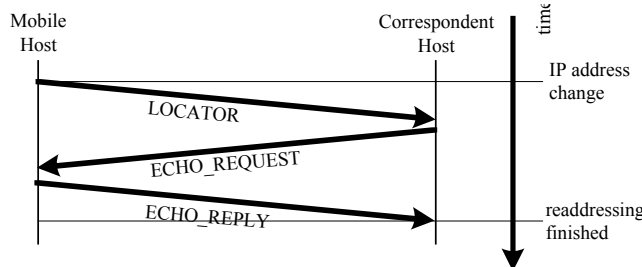 Mobile
Host
Correspondent
Host
time
IP address
change
LOCATOR
ECHO_REQUEST
ECHO_REPLY
readdressing
finished